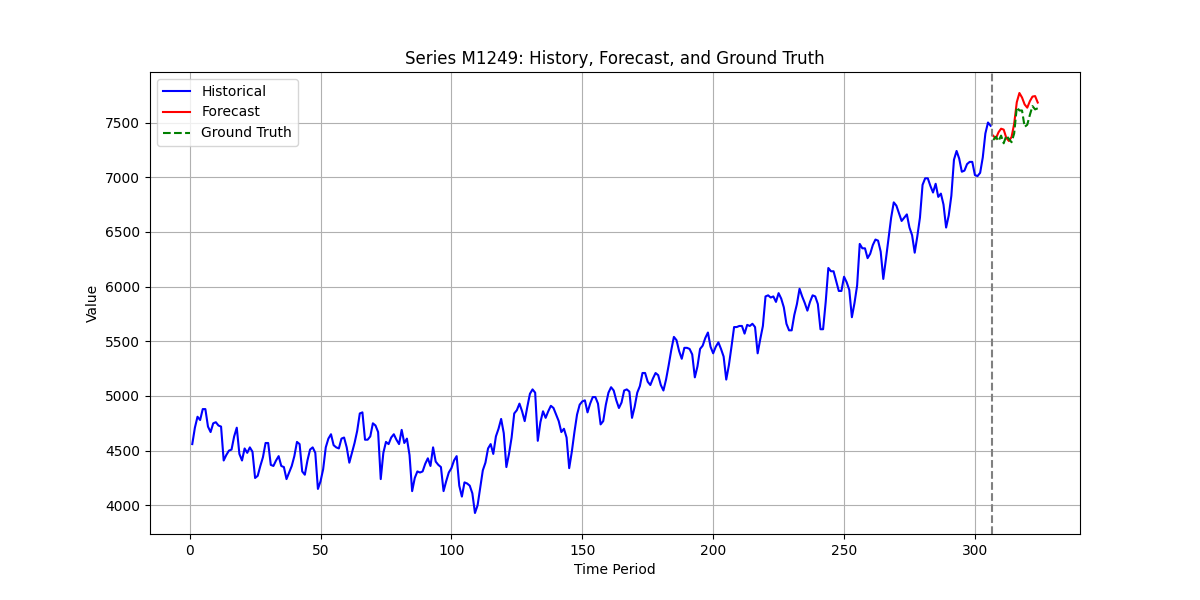 Series M1249: History, Forecast, and Ground Truth
Historical
Forecast
Ground Truth
Value
7500
7000
6500
6000
5500
5000
4500
4000
0 50 100 150 200 250 300
Time Period